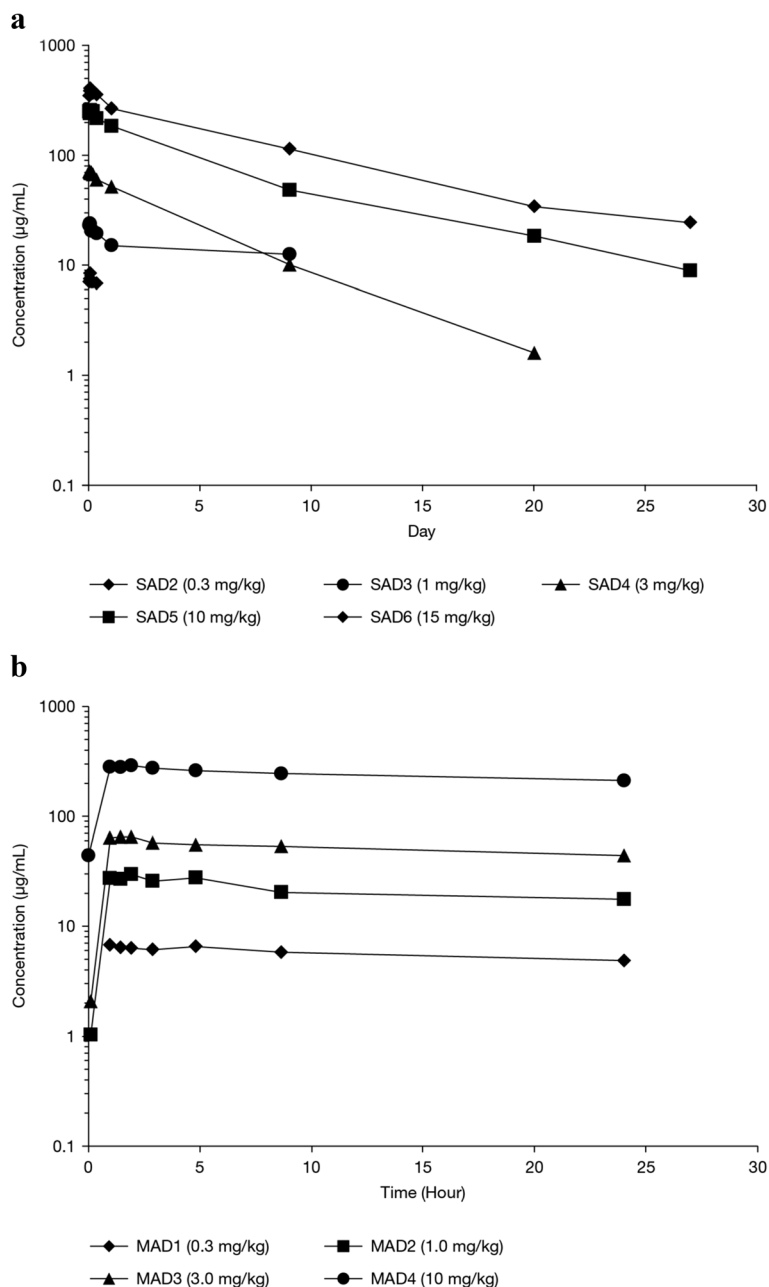 a
1000
100
10
1
0.1
Concentration (µg/mL)
0 5 10 15 20 25 30
Day
SAD2 (0.3 mg/kg) SAD3 (1 mg/kg) SAD4 (3 mg/kg)
SAD5 (10 mg/kg) SAD6 (15 mg/kg)
b
1000
100
10
1
0.1
Concentration (µg/mL)
0 5 10 15 20 25 30
Time (Hour)
MAD1 (0.3 mg/kg) MAD2 (1.0 mg/kg)
MAD3 (3.0 mg/kg) MAD4 (10 mg/kg)